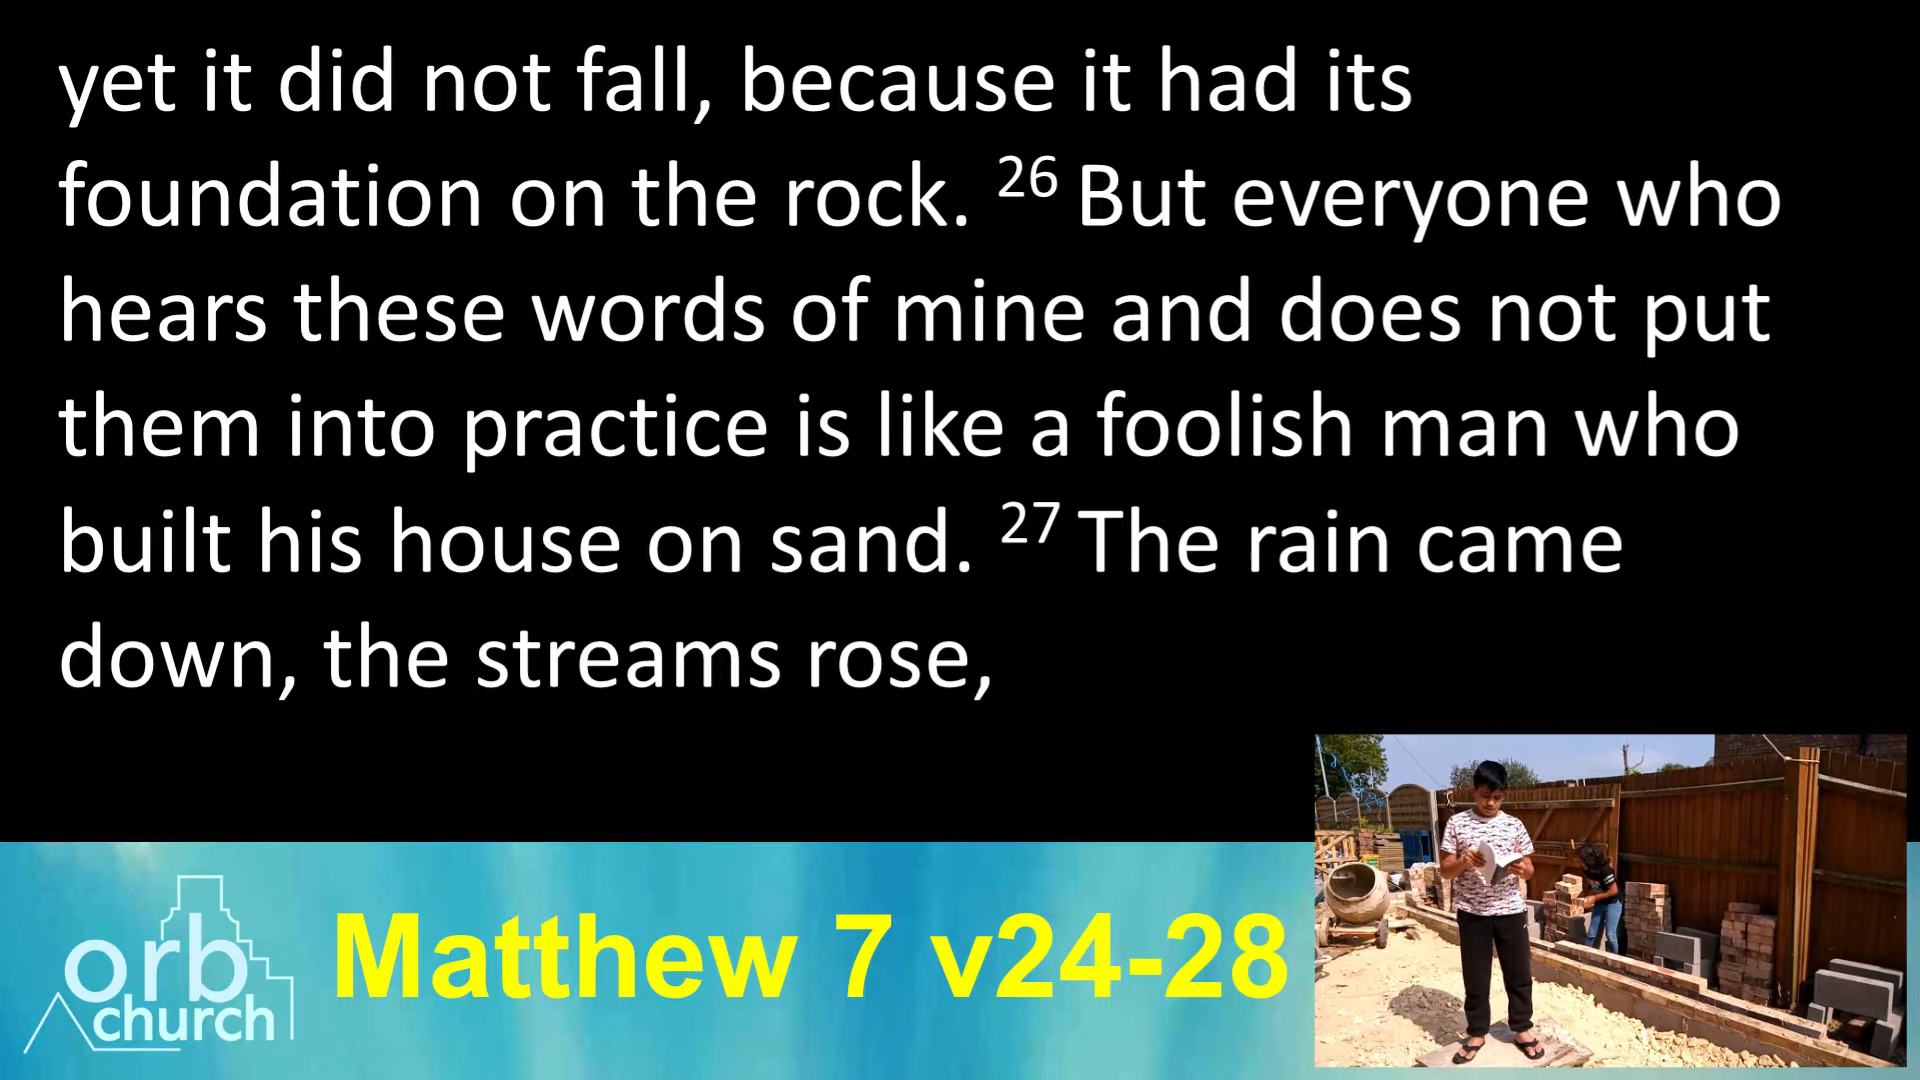 yet it did not fall, because it had its
foundation on the rock. 26 But everyone who
hears these words of mine and does not put
them into practice is like a foolish man who
built his house on sand. 27 The rain came
down, the streams rose,
orb
church
Matthew 7 v24-28